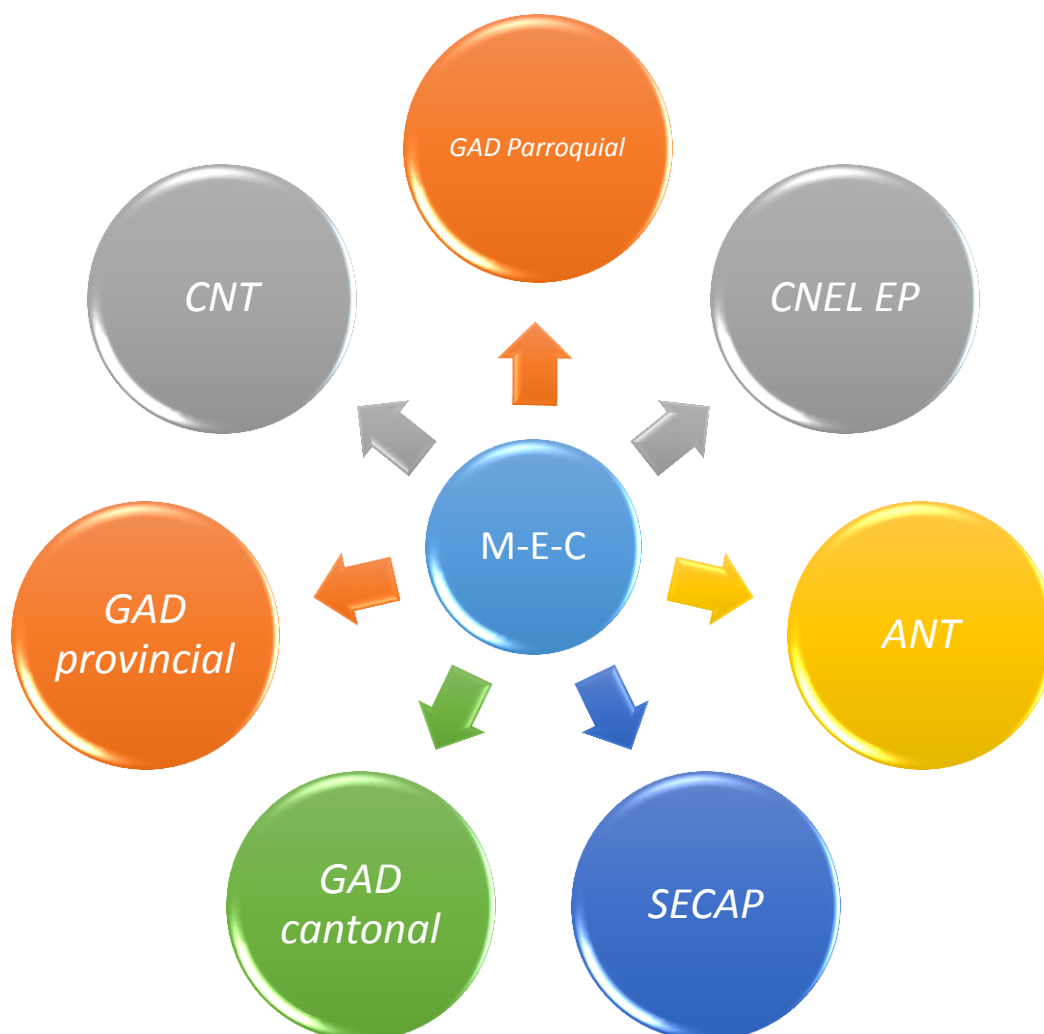 GAD Parroquial
CNT
CNEL EP
M-E-C
GAD
provincial
ANT
GAD
cantonal
SECAP